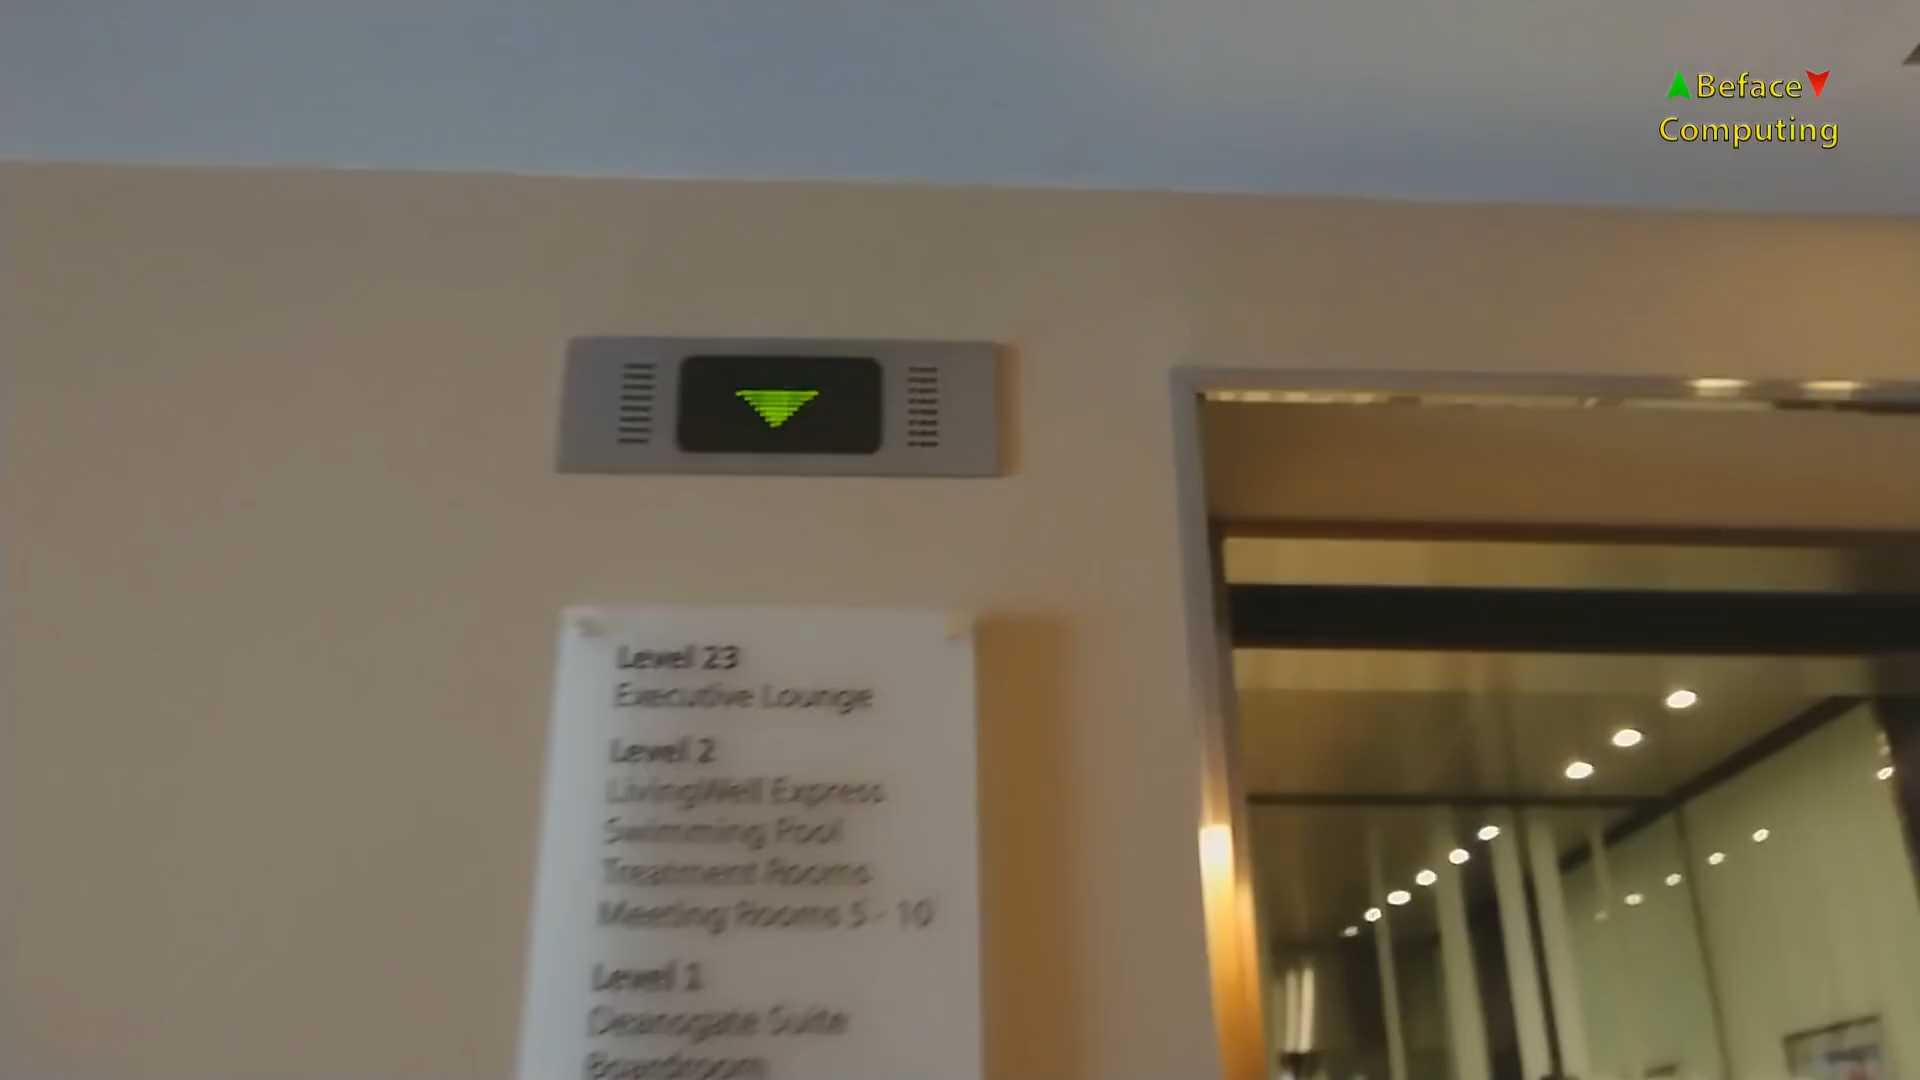 Beface
Computing
Level 23
Executive Lounge
Level 2
LivingWell Express
Swimming Pool
Treatment Rooms
Meeting Rooms 5 - 10
Level 1
Deansgate Suite
Boardroom